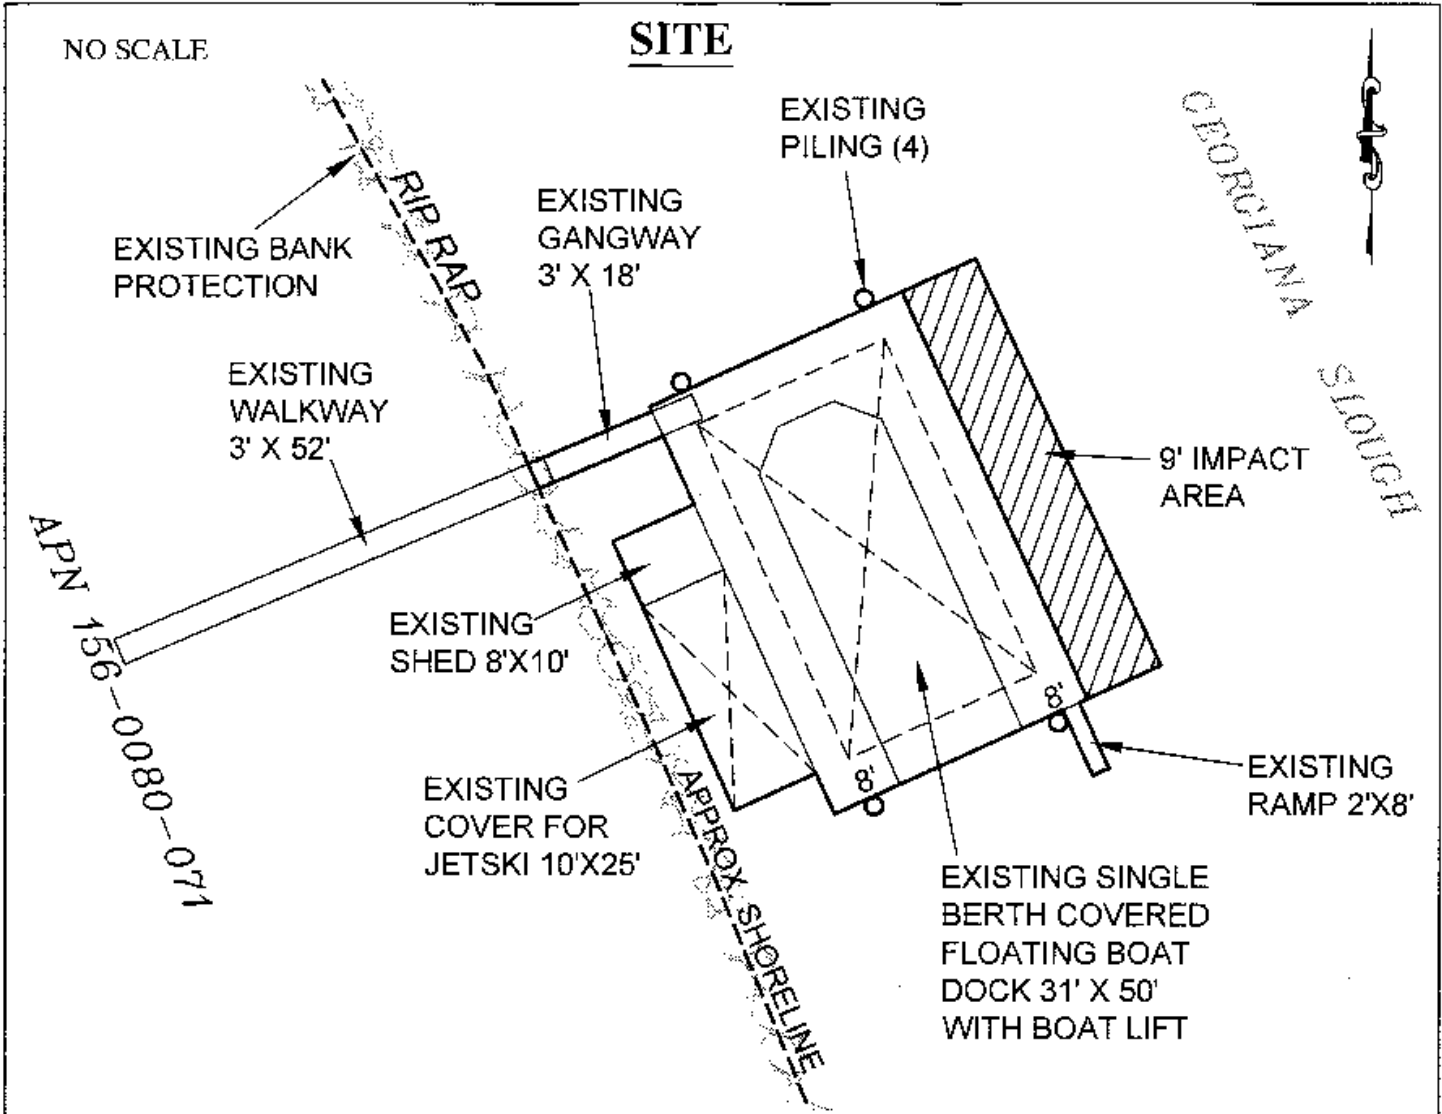 NO SCALE
SITE
EXISTING
PILING (4)
GEORGIANA SLOUGH
RIP RAP
EXISTING
GANGWAY
3' X 18'
EXISTING BANK
PROTECTION
EXISTING
WALKWAY
3' X 52'
9' IMPACT
AREA
APN 156-0080-071
EXISTING
SHED 8'X10'
8'
8'
EXISTING
COVER FOR
JETSKI 10'X25'
APPROX. SHORELINE
EXISTING
RAMP 2'X8'
EXISTING SINGLE
BERTH COVERED
FLOATING BOAT
DOCK 31' X 50'
WITH BOAT LIFT